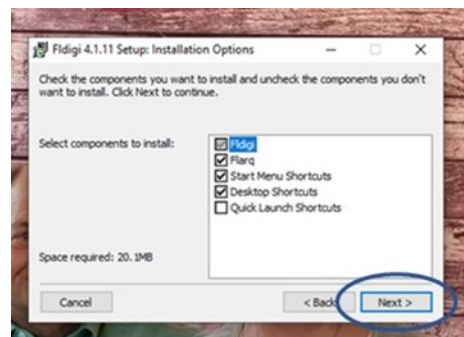 Fldigi 4.1.11 Setup: Installation Options
Check the components you want to install and uncheck the components you don't
want to install. Click Next to continue.
Select components to install:
Fldigi
Flarq
Start Menu Shortcuts
Desktop Shortcuts
Quick Launch Shortcuts
Space required: 20.1MB
Cancel
< Back
Next >